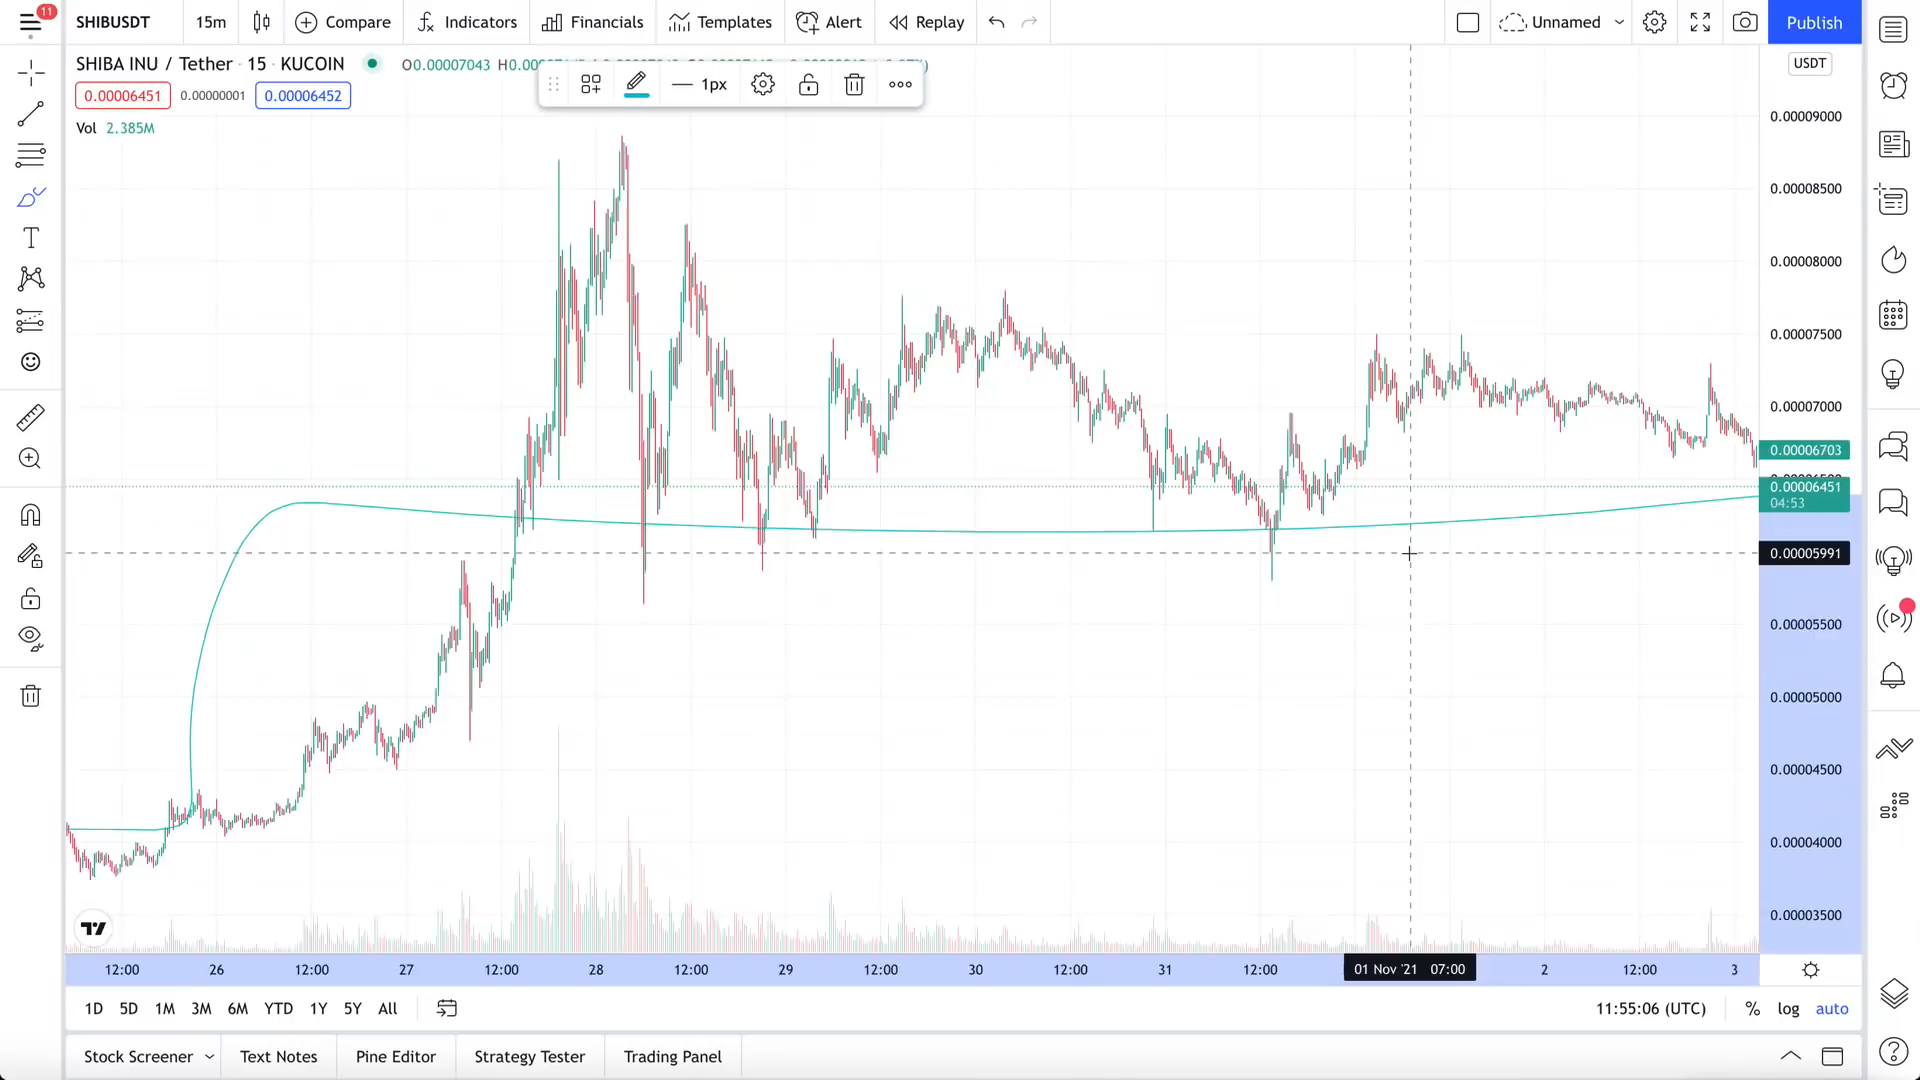 11
SHIBUSDT 15m Compare Indicators Financials Templates Alert Replay Unnamed Publish
SHIBA INU / Tether · 15 · KUCOIN O0.00007043
USDT
1px
0.00006451 0.00000001 0.00006452
Vol 2.385M
0.00009000
0.00008500
0.00008000
0.00007500
0.00007000
0.00006703
0.00006451
04:53
0.00005991
0.00005500
0.00005000
0.00004500
0.00004000
0.00003500
12:00 26 12:00 27 12:00 28 12:00 29 12:00 30 12:00 31 12:00 01 Nov '21 07:00 2 12:00 3
1D 5D 1M 3M 6M YTD 1Y 5Y All 11:55:06 (UTC) % log auto
Stock Screener Text Notes Pine Editor Strategy Tester Trading Panel